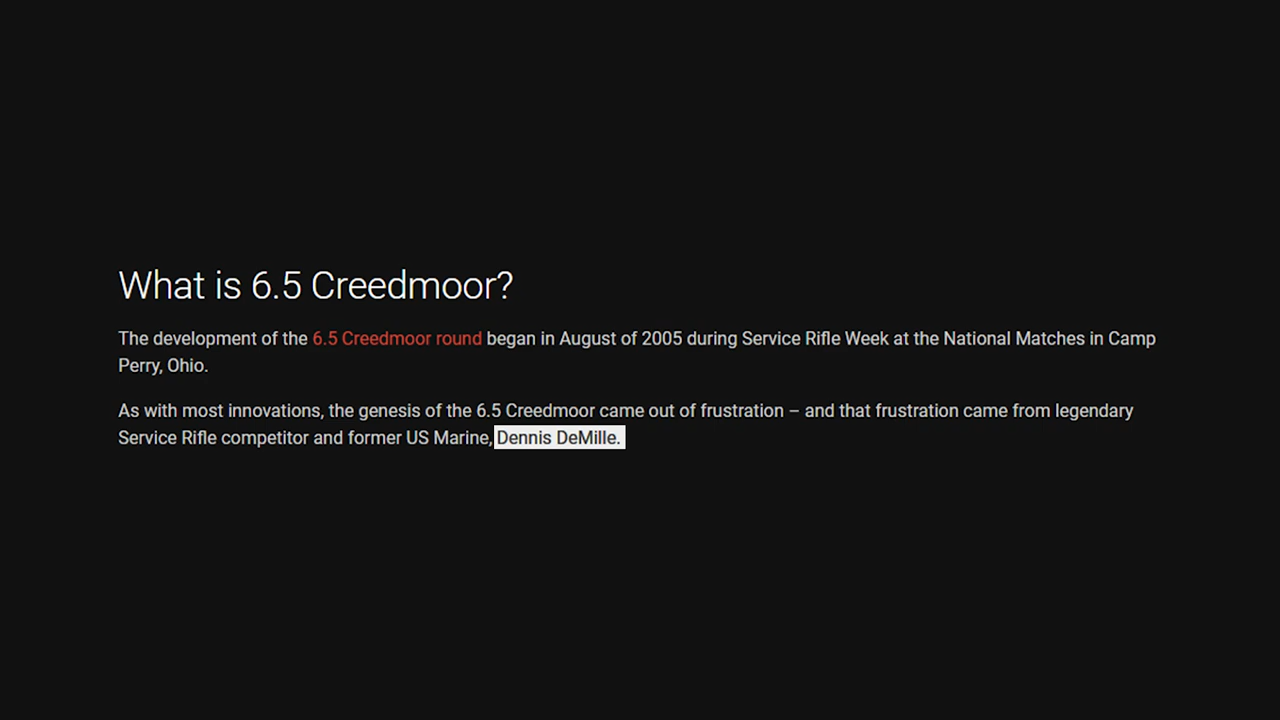 What is 6.5 Creedmoor?
The development of the 6.5 Creedmoor round began in August of 2005 during Service Rifle Week at the National Matches in Camp
Perry, Ohio.
As with most innovations, the genesis of the 6.5 Creedmoor came out of frustration – and that frustration came from legendary
Service Rifle competitor and former US Marine, Dennis DeMille.